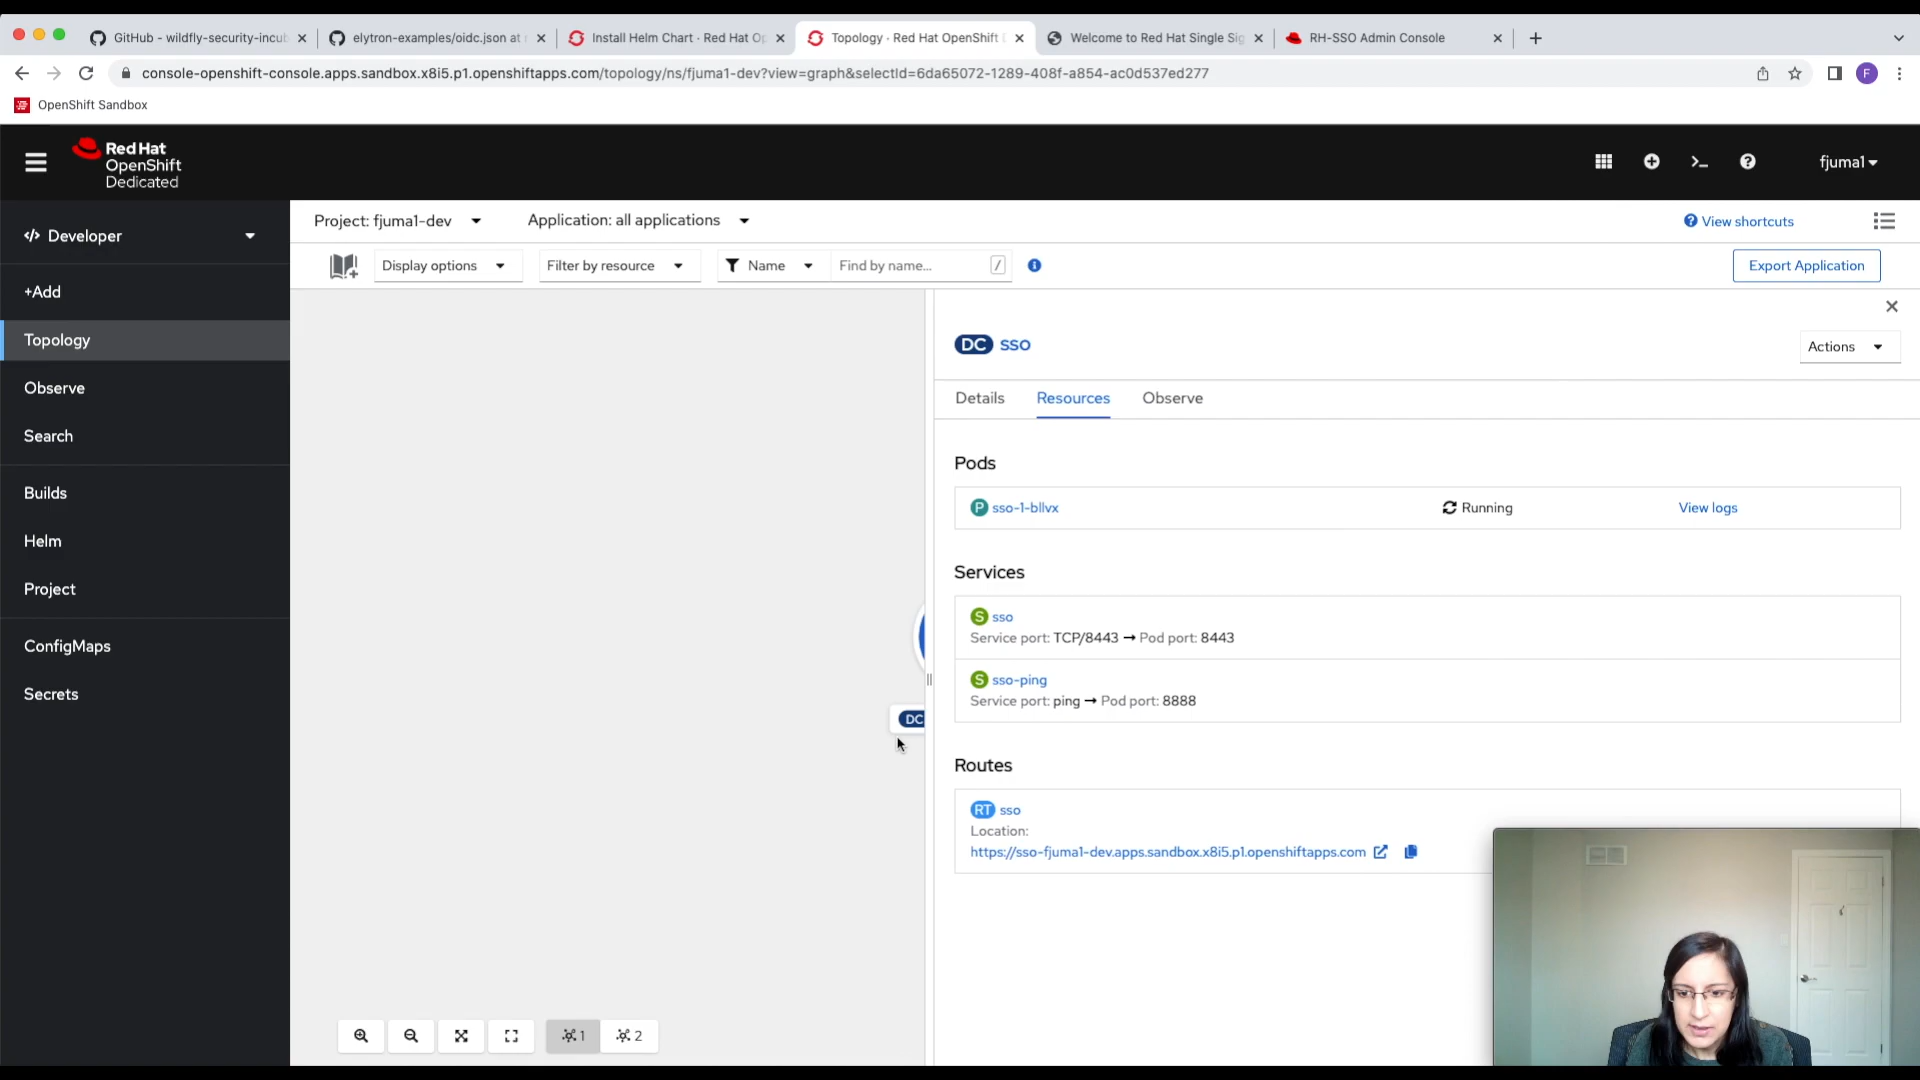 GitHub - wildfly-security-incub
elytron-examples/oidc.json at
Install Helm Chart · Red Hat Op
Topology · Red Hat OpenShift
Welcome to Red Hat Single Sig
RH-SSO Admin Console
console-openshift-console.apps.sandbox.x8i5.p1.openshiftapps.com/topology/ns/fjuma1-dev?view=graph&selectId=6da65072-1289-408f-a854-ac0d537ed277
F
OpenShift Sandbox
Red Hat
OpenShift
Dedicated
fjuma1
Developer
+Add
Topology
Observe
Search
Builds
Helm
Project
ConfigMaps
Secrets
Project: fjuma1-dev
Application: all applications
View shortcuts
Display options
Filter by resource
Name
Find by name...
/
Export Application
DC sso
Actions
Details
Resources
Observe
Pods
P sso-1-bllvx
Running
View logs
Services
S sso
Service port: TCP/8443 → Pod port: 8443
S sso-ping
Service port: ping → Pod port: 8888
DC
Routes
RT sso
Location:
https://sso-fjuma1-dev.apps.sandbox.x8i5.p1.openshiftapps.com
1
2